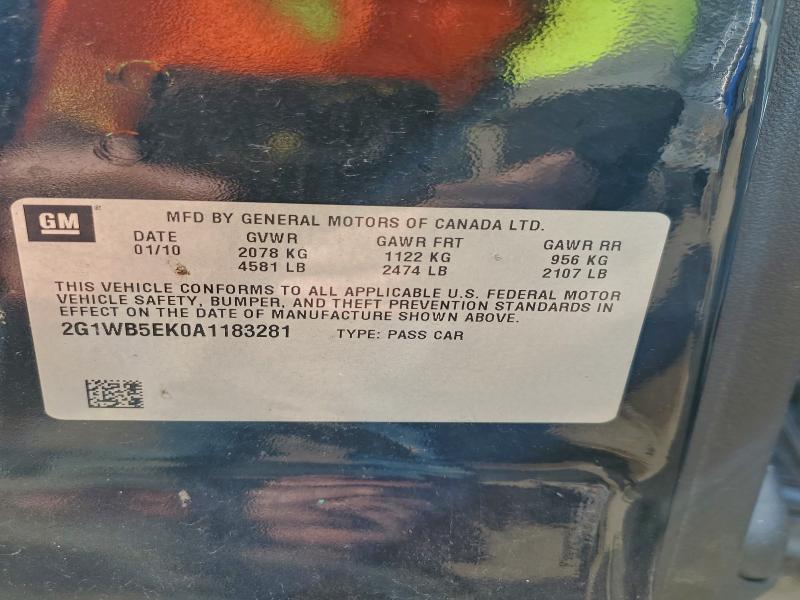 GM
MFD BY GENERAL MOTORS OF CANADA LTD.
DATE GVWR GAWR FRT GAWR RR
01/10 2078 KG 1122 KG 956 KG
4581 LB 2474 LB 2107 LB
THIS VEHICLE CONFORMS TO ALL APPLICABLE U.S. FEDERAL MOTOR
VEHICLE SAFETY, BUMPER, AND THEFT PREVENTION STANDARDS IN
EFFECT ON THE DATE OF MANUFACTURE SHOWN ABOVE.
2G1WB5EK0A1183281 TYPE: PASS CAR